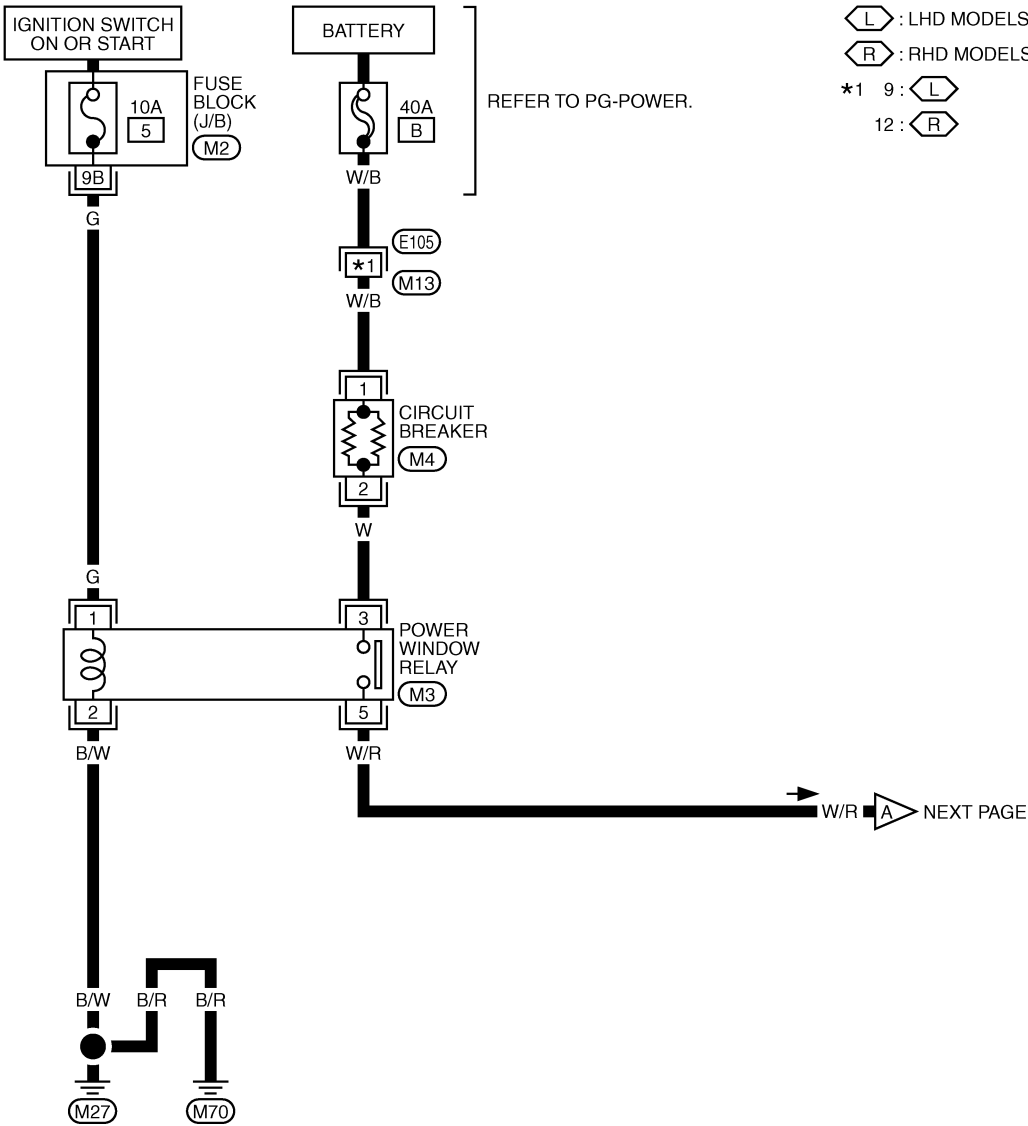 IGNITION SWITCH
ON OR START
BATTERY
L : LHD MODELS
R : RHD MODELS
*1 9 : L
12 : R
10A
5
FUSE
BLOCK
(J/B)
M2
40A
B
REFER TO PG-POWER.
9B
G
W/B
E105
*1
M13
W/B
1
CIRCUIT
BREAKER
M4
2
W
G
1
3
POWER
WINDOW
RELAY
M3
2
5
B/W
W/R
W/R
A
NEXT PAGE
B/W
B/R
B/R
M27
M70